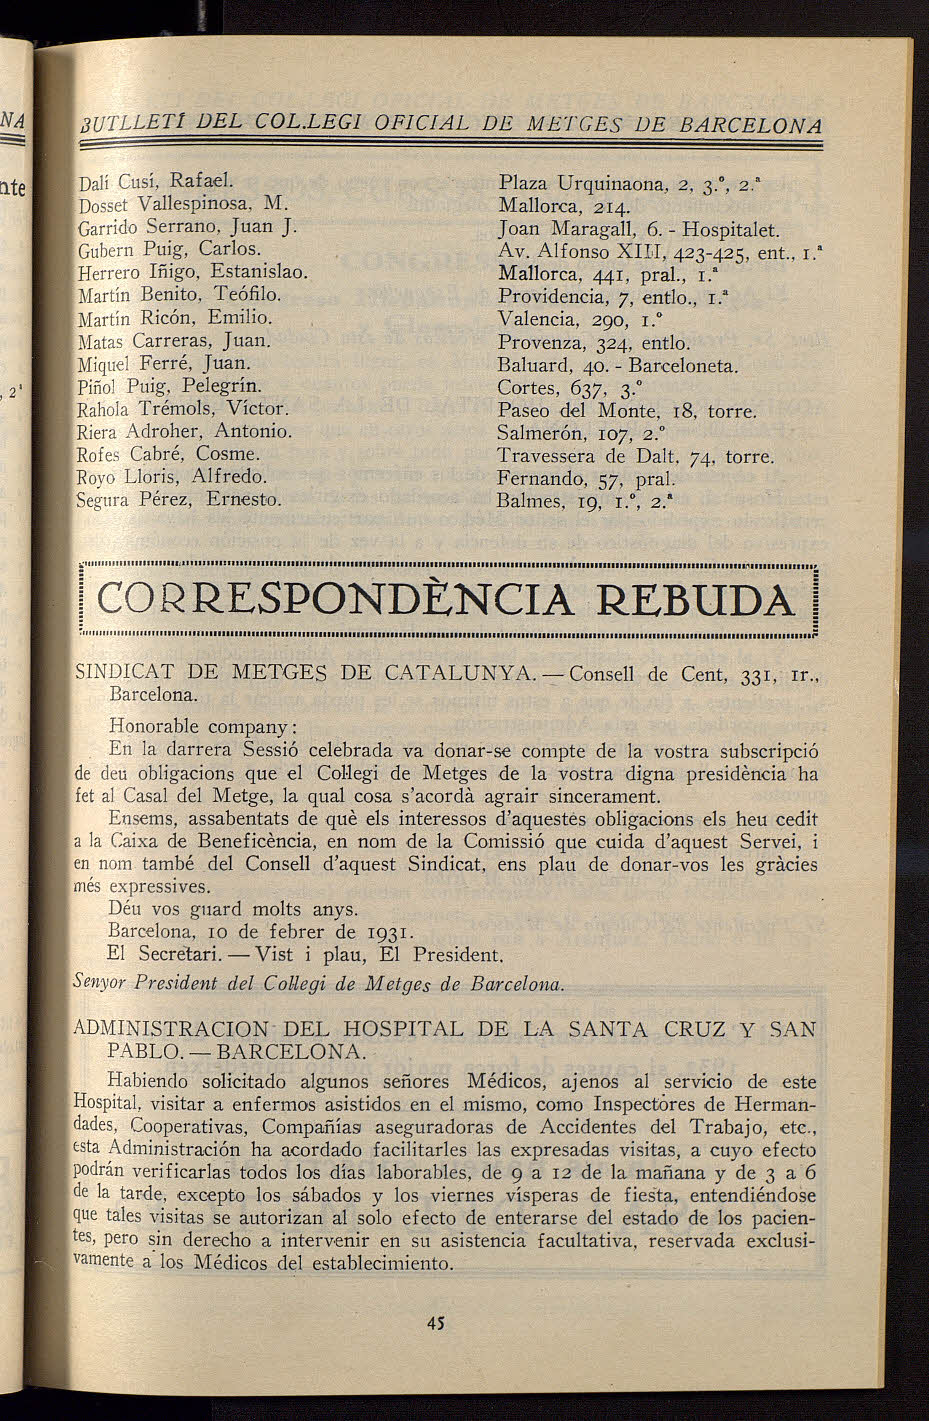 BUTLLETÍ DEL COL.LEGI OFICIAL DE METGES DE BARCELONA
Dalí Cusí, Rafael. Plaza Urquinaona, 2, 3.º, 2.ª
Dosset Vallespinosa, M. Mallorca, 214.
Garrido Serrano, Juan J. Joan Maragall, 6. - Hospitalet.
Gubern Puig, Carlos. Av. Alfonso XIII, 423-425, ent., 1.ª
Herrero Iñigo, Estanislao. Mallorca, 441, pral., 1.ª
Martín Benito, Teófilo. Providencia, 7, entlo., 1.ª
Martín Ricón, Emilio. Valencia, 290, 1.º
Matas Carreras, Juan. Provenza, 324, entlo.
Miquel Ferré, Juan. Baluard, 40. - Barceloneta.
Piñol Puig, Pelegrín. Cortes, 637, 3.º
Rahola Trémols, Víctor. Paseo del Monte, 18, torre.
Riera Adroher, Antonio. Salmerón, 107, 2.º
Rofes Cabré, Cosme. Travessera de Dalt, 74, torre.
Royo Lloris, Alfredo. Fernando, 57, pral.
Segura Pérez, Ernesto. Balmes, 19, 1.º, 2.ª
CORRESPONDÈNCIA REBUDA
SINDICAT DE METGES DE CATALUNYA. — Consell de Cent, 331, 1r.,
Barcelona.
Honorable company:
En la darrera Sessió celebrada va donar-se compte de la vostra subscripció
de deu obligacions que el Col·legi de Metges de la vostra digna presidència ha
fet al Casal del Metge, la qual cosa s'acordà agrair sincerament.
Ensems, assabentats de què els interessos d'aquestes obligacions els heu cedit
a la Caixa de Beneficència, en nom de la Comissió que cuida d'aquest Servei, i
en nom també del Consell d'aquest Sindicat, ens plau de donar-vos les gràcies
més expressives.
Déu vos guard molts anys.
Barcelona, 10 de febrer de 1931.
El Secretari. — Vist i plau, El President.
Senyor President del Col·legi de Metges de Barcelona.
ADMINISTRACION DEL HOSPITAL DE LA SANTA CRUZ Y SAN
PABLO. — BARCELONA.
Habiendo solicitado algunos señores Médicos, ajenos al servicio de este
Hospital, visitar a enfermos asistidos en el mismo, como Inspectores de Herman-
dades, Cooperativas, Compañías aseguradoras de Accidentes del Trabajo, etc.,
esta Administración ha acordado facilitarles las expresadas visitas, a cuyo efecto
podrán verificarlas todos los días laborables, de 9 a 12 de la mañana y de 3 a 6
de la tarde, excepto los sábados y los viernes vísperas de fiesta, entendiéndose
que tales visitas se autorizan al solo efecto de enterarse del estado de los pacien-
tes, pero sin derecho a intervenir en su asistencia facultativa, reservada exclusi-
vamente a los Médicos del establecimiento.
45